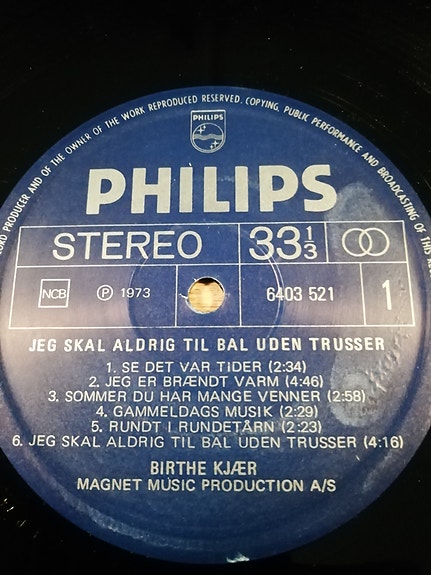 ORD PRODUCER AND OF THE OWNER OF THE WORK REPRODUCED RESERVED. COPYING, PUBLIC PERFORMANCE AND BROADCASTING OF THIS
PHILIPS
PHILIPS
STEREO 33 1/3
NCB ℗ 1973 6403 521 1
JEG SKAL ALDRIG TIL BAL UDEN TRUSSER
1. SE DET VAR TIDER (2:34)
2. JEG ER BRÆNDT VARM (4:46)
3. SOMMER DU HAR MANGE VENNER (2:58)
4. GAMMELDAGS MUSIK (2:29)
5. RUNDT I RUNDETÅRN (2:23)
6. JEG SKAL ALDRIG TIL BAL UDEN TRUSSER (4:16)
BIRTHE KJÆR
MAGNET MUSIC PRODUCTION A/S